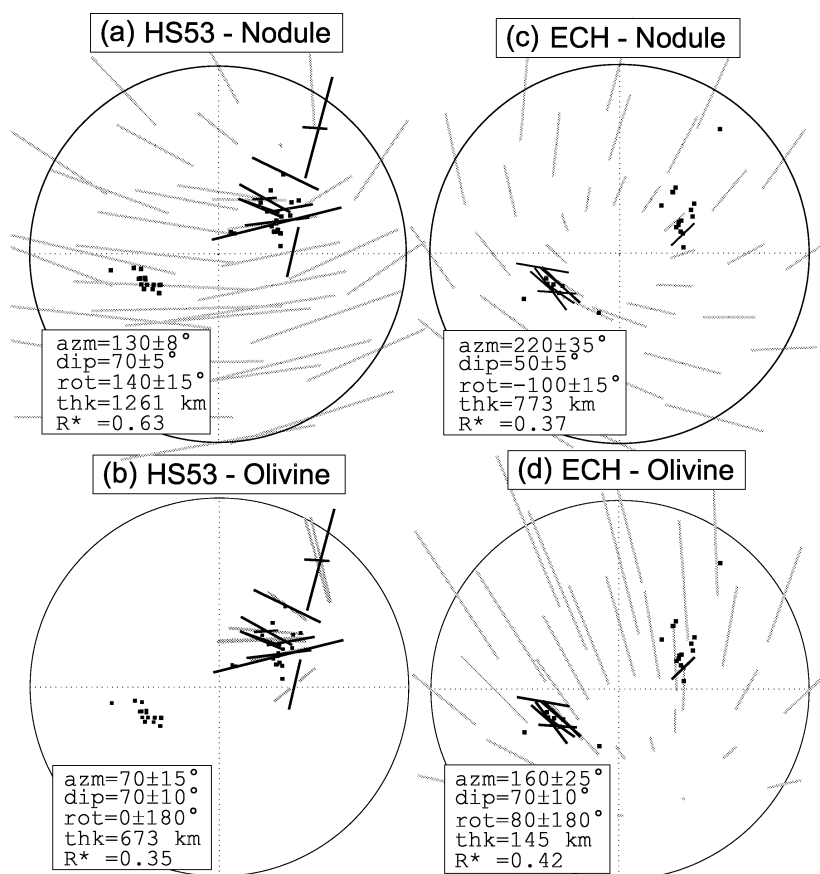 (a) HS53 - Nodule
azm=130±8°
dip=70±5°
rot=140±15°
thk=1261 km
R* =0.63
(b) HS53 - Olivine
azm=70±15°
dip=70±10°
rot=0±180°
thk=673 km
R* =0.35
(c) ECH - Nodule
azm=220±35°
dip=50±5°
rot=-100±15°
thk=773 km
R* =0.37
(d) ECH - Olivine
azm=160±25°
dip=70±10°
rot=80±180°
thk=145 km
R* =0.42